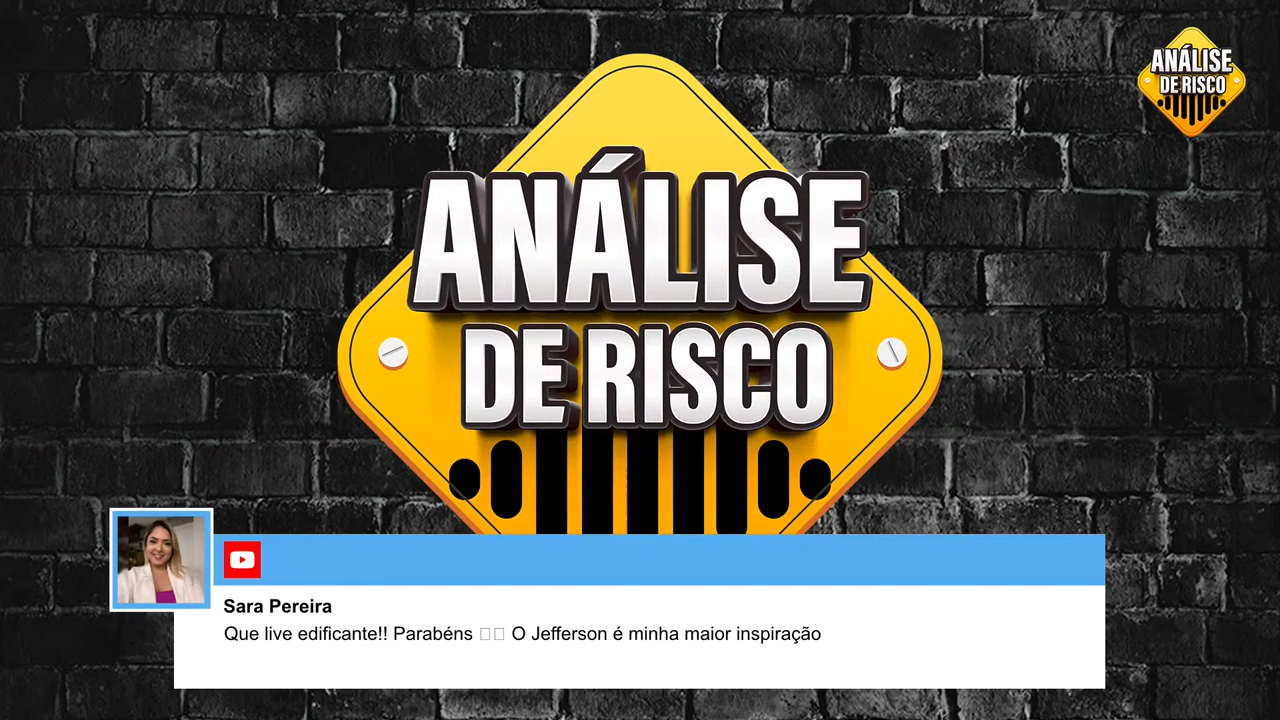 ANÁLISE
DE RISCO
ANÁLISE
DE RISCO
Sara Pereira
Que live edificante!! Parabéns □□ O Jefferson é minha maior inspiração